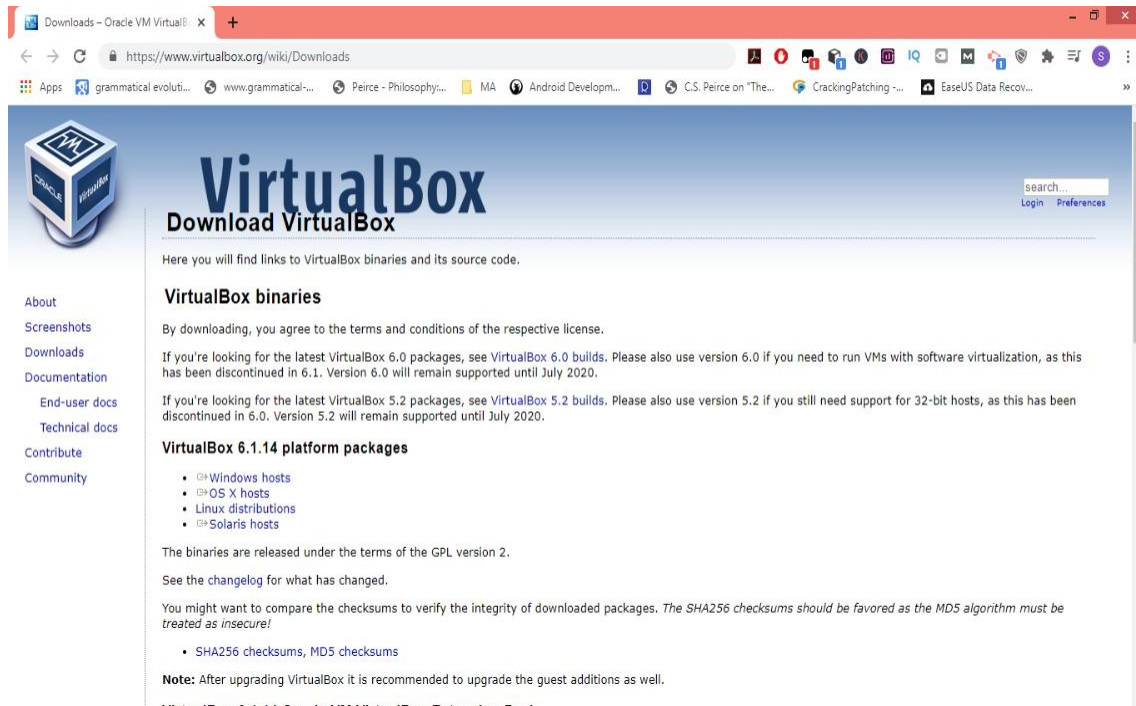 Downloads – Oracle VM VirtualB
https://www.virtualbox.org/wiki/Downloads
1
1
IQ
M
1
S
Apps
grammatical evoluti...
www.grammatical-...
Peirce - Philosophy:...
MA
Android Developm...
C.S. Peirce on "The...
CrackingPatching -...
EaseUS Data Recov...
»
VM
ORACLE
VirtualBox
VirtualBox
search...
Login Preferences
Download VirtualBox
Here you will find links to VirtualBox binaries and its source code.
About
Screenshots
Downloads
Documentation
End-user docs
Technical docs
Contribute
Community
VirtualBox binaries
By downloading, you agree to the terms and conditions of the respective license.
If you're looking for the latest VirtualBox 6.0 packages, see VirtualBox 6.0 builds. Please also use version 6.0 if you need to run VMs with software virtualization, as this
has been discontinued in 6.1. Version 6.0 will remain supported until July 2020.
If you're looking for the latest VirtualBox 5.2 packages, see VirtualBox 5.2 builds. Please also use version 5.2 if you still need support for 32-bit hosts, as this has been
discontinued in 6.0. Version 5.2 will remain supported until July 2020.
VirtualBox 6.1.14 platform packages
• Windows hosts
• OS X hosts
• Linux distributions
• Solaris hosts
The binaries are released under the terms of the GPL version 2.
See the changelog for what has changed.
You might want to compare the checksums to verify the integrity of downloaded packages. The SHA256 checksums should be favored as the MD5 algorithm must be
treated as insecure!
• SHA256 checksums, MD5 checksums
Note: After upgrading VirtualBox it is recommended to upgrade the guest additions as well.